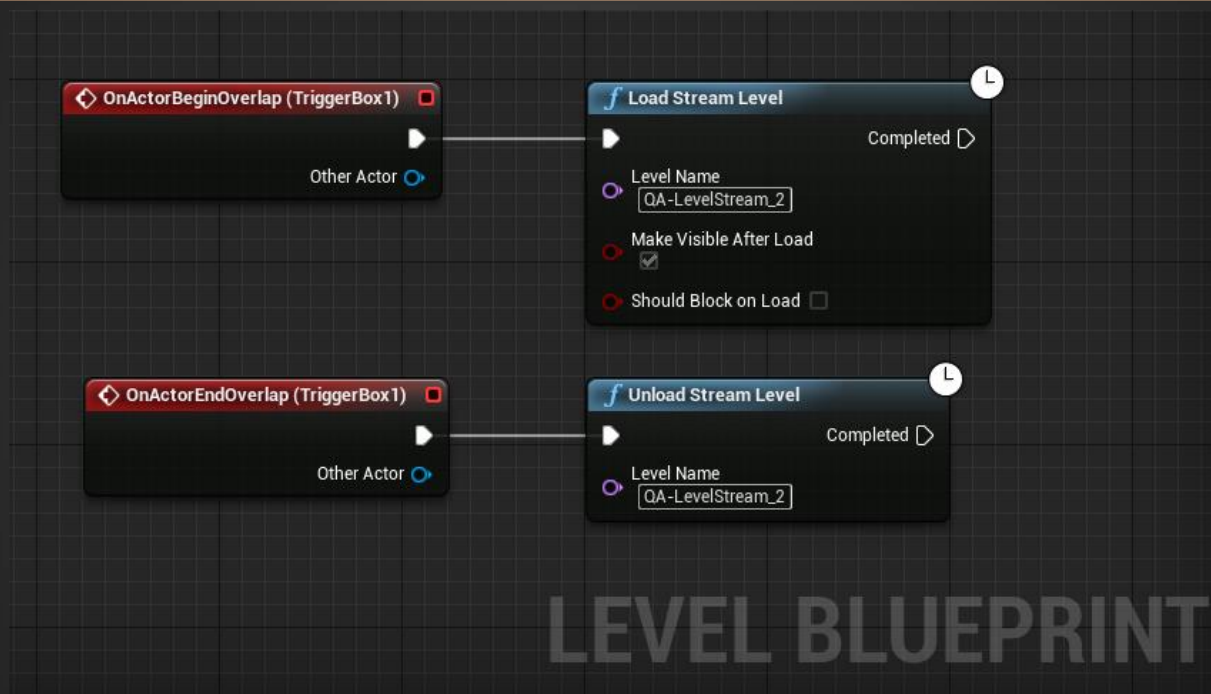 OnActorBeginOverlap (TriggerBox1)
Other Actor
Load Stream Level
Completed
Level Name
QA-LevelStream_2
Make Visible After Load
Should Block on Load
OnActorEndOverlap (TriggerBox1)
Other Actor
Unload Stream Level
Completed
Level Name
QA-LevelStream_2
LEVEL BLUEPRINT